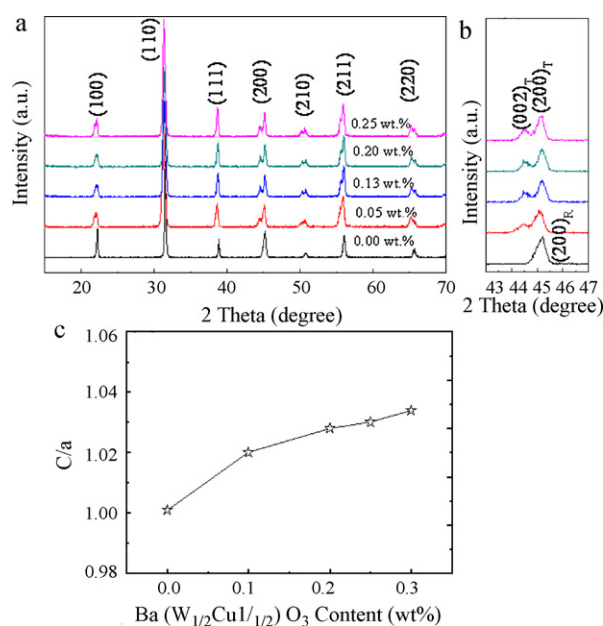 a
Intensity (a.u.)
(100)
(110)
(111)
(200)
(210)
(211)
(220)
0.25 wt.%
0.20 wt.%
0.13 wt.%
0.05 wt.%
0.00 wt.%
15 20 30 40 50 60 70
2 Theta (degree)
b
Intensity (a.u.)
(002)T
(200)T
(200)R
43 44 45 46 47
2 Theta (degree)
c
C/a
1.06
1.04
1.02
1.00
0.98
0.0 0.1 0.2 0.3
Ba (W1/2Cu1/1/2) O3 Content (wt%)